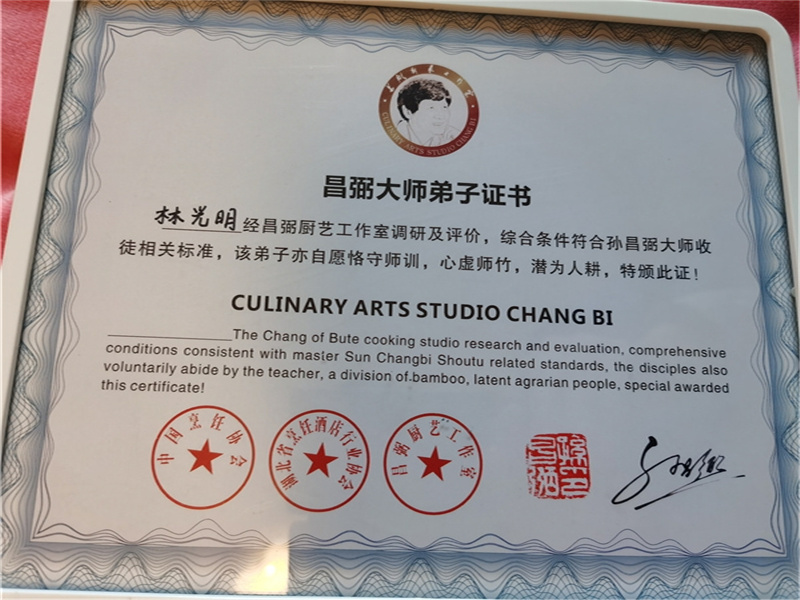 CULINARY ARTS STUDIO CHANG BI
昌弼大师弟子证书
林光明经昌弼厨艺工作室调研及评价，综合条件符合孙昌弼大师收
徒相关标准，该弟子亦自愿恪守师训，心虚师竹，潜为人耕，特颁此证！
CULINARY ARTS STUDIO CHANG BI
The Chang of Bute cooking studio research and evaluation, comprehensive
conditions consistent with master Sun Changbi Shoutu related standards, the disciples also
voluntarily abide by the teacher, a division of.bamboo, latent agrarian people, special awarded
this certificate!
中国烹饪协会
湖北省烹饪酒店行业协会
昌弼厨艺工作室